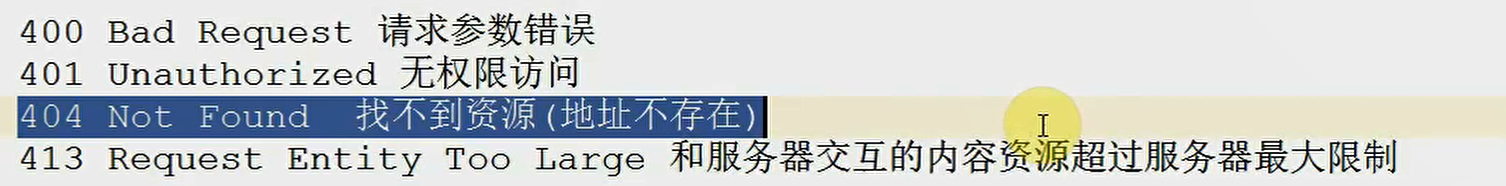 400 Bad Request 请求参数错误
401 Unauthorized 无权限访问
404 Not Found  找不到资源(地址不存在)
413 Request Entity Too Large 和服务器交互的内容资源超过服务器最大限制